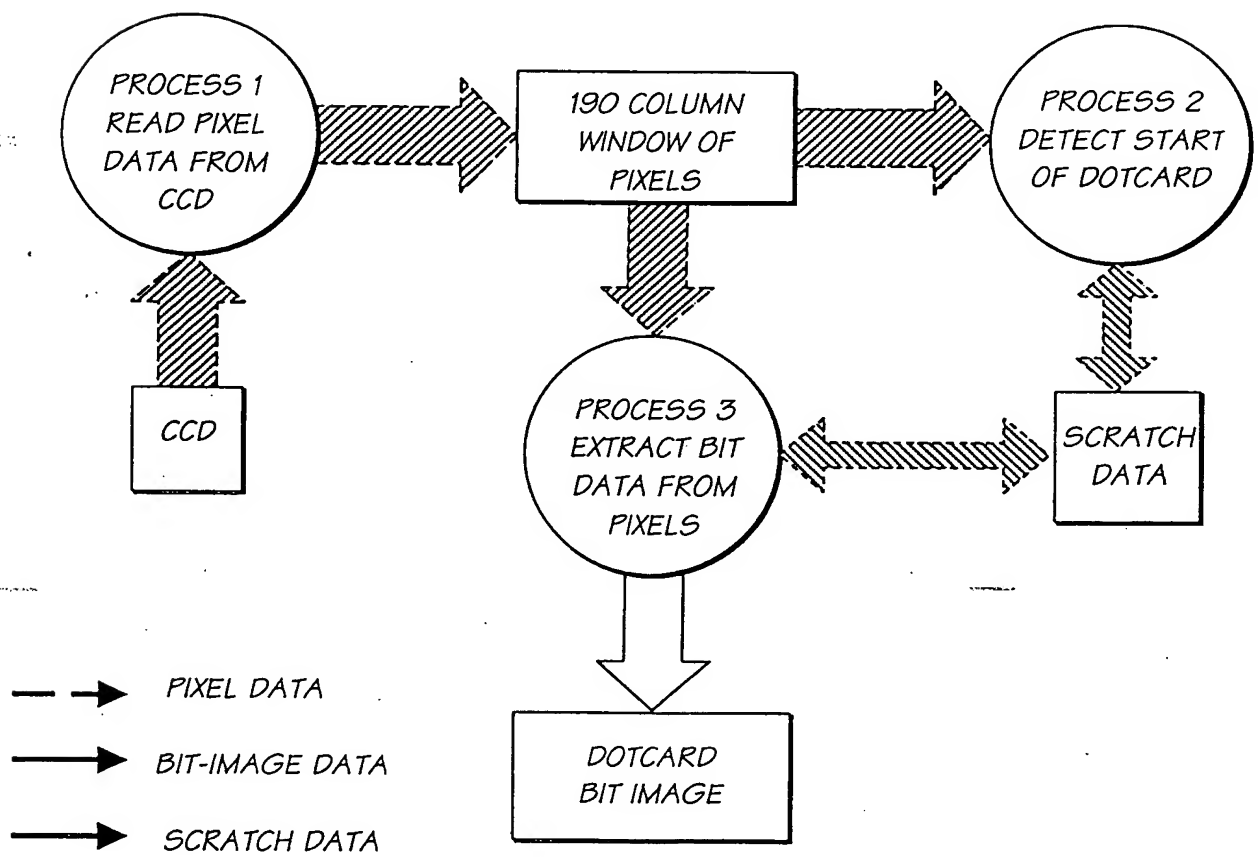 PROCESS 1
READ PIXEL
DATA FROM
CCD
190 COLUMN
WINDOW OF
PIXELS
PROCESS 2
DETECT START
OF DOTCARD
CCD
PROCESS 3
EXTRACT BIT
DATA FROM
PIXELS
SCRATCH
DATA
DOTCARD
BIT IMAGE
PIXEL DATA
BIT-IMAGE DATA
SCRATCH DATA